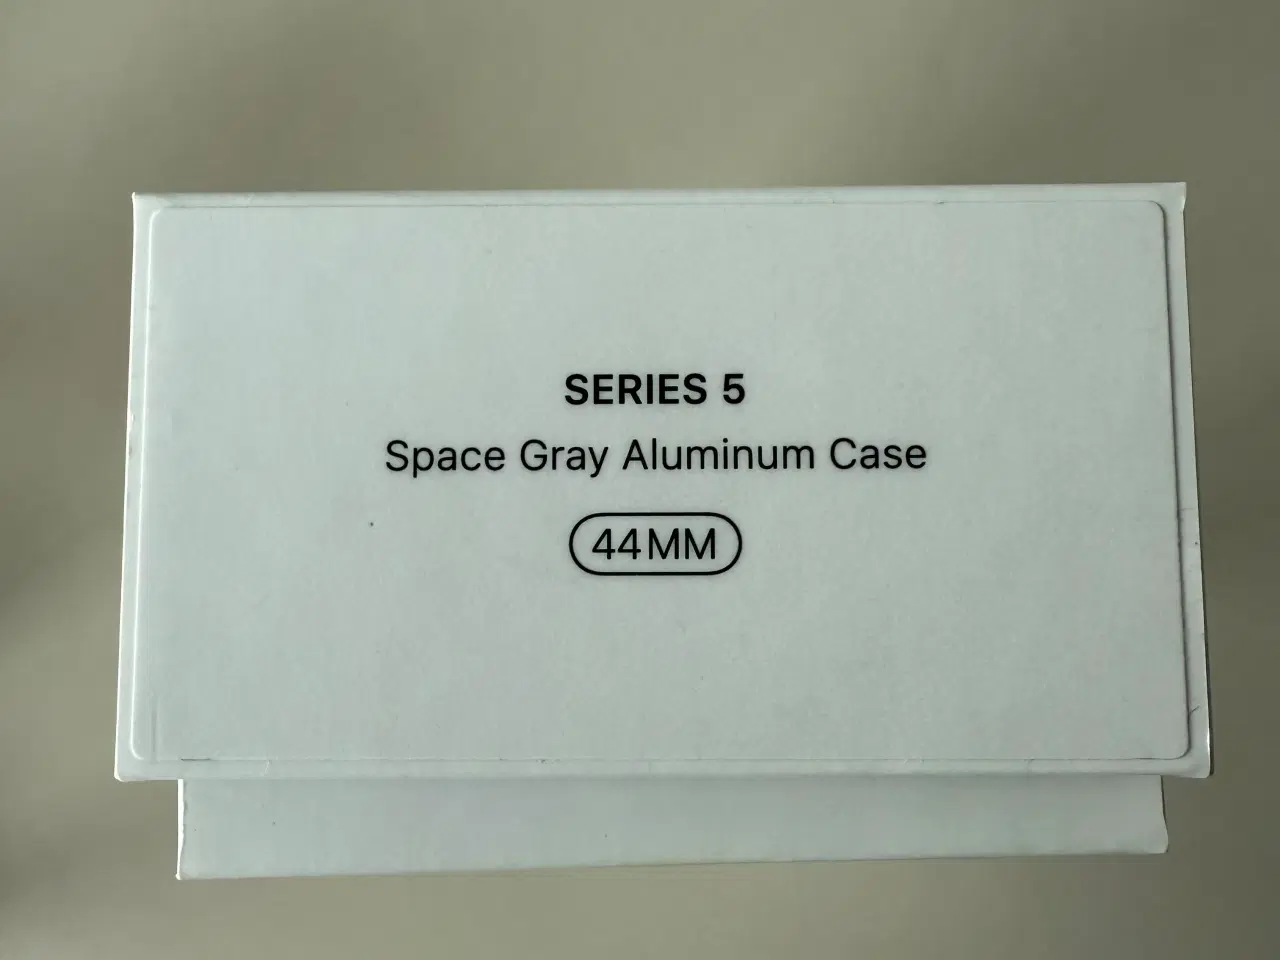 SERIES 5
Space Gray Aluminum Case
44MM